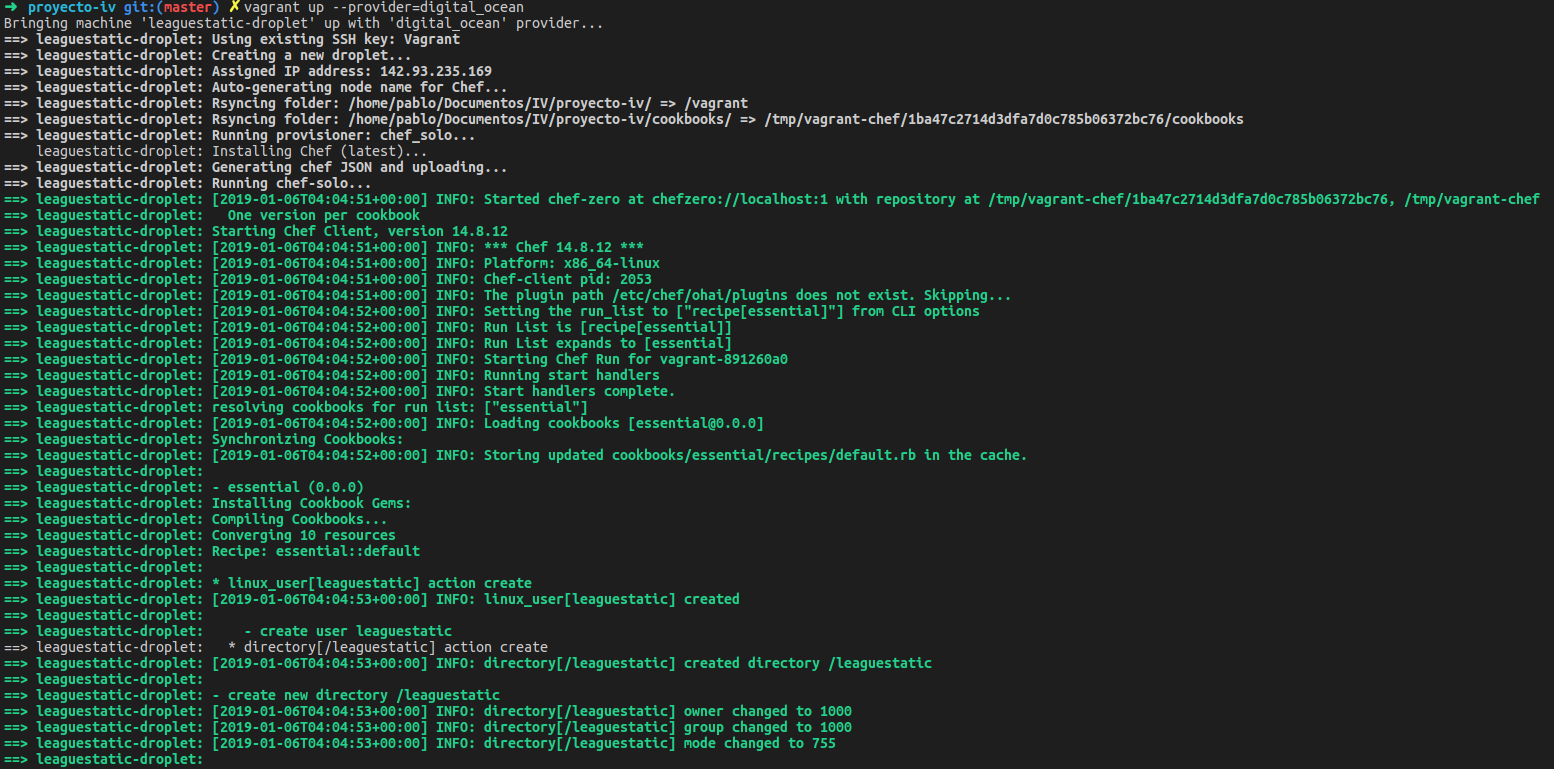 ➜ proyecto-iv git:(master) ✗ vagrant up --provider=digital_ocean
Bringing machine 'leaguestatic-droplet' up with 'digital_ocean' provider...
==> leaguestatic-droplet: Using existing SSH key: Vagrant
==> leaguestatic-droplet: Creating a new droplet...
==> leaguestatic-droplet: Assigned IP address: 142.93.235.169
==> leaguestatic-droplet: Auto-generating node name for Chef...
==> leaguestatic-droplet: Rsyncing folder: /home/pablo/Documentos/IV/proyecto-iv/ => /vagrant
==> leaguestatic-droplet: Rsyncing folder: /home/pablo/Documentos/IV/proyecto-iv/cookbooks/ => /tmp/vagrant-chef/1ba47c2714d3dfa7d0c785b06372bc76/cookbooks
==> leaguestatic-droplet: Running provisioner: chef_solo...
    leaguestatic-droplet: Installing Chef (latest)...
==> leaguestatic-droplet: Generating chef JSON and uploading...
==> leaguestatic-droplet: Running chef-solo...
==> leaguestatic-droplet: [2019-01-06T04:04:51+00:00] INFO: Started chef-zero at chefzero://localhost:1 with repository at /tmp/vagrant-chef/1ba47c2714d3dfa7d0c785b06372bc76, /tmp/vagrant-chef
==> leaguestatic-droplet:   One version per cookbook
==> leaguestatic-droplet: Starting Chef Client, version 14.8.12
==> leaguestatic-droplet: [2019-01-06T04:04:51+00:00] INFO: *** Chef 14.8.12 ***
==> leaguestatic-droplet: [2019-01-06T04:04:51+00:00] INFO: Platform: x86_64-linux
==> leaguestatic-droplet: [2019-01-06T04:04:51+00:00] INFO: Chef-client pid: 2053
==> leaguestatic-droplet: [2019-01-06T04:04:51+00:00] INFO: The plugin path /etc/chef/ohai/plugins does not exist. Skipping...
==> leaguestatic-droplet: [2019-01-06T04:04:52+00:00] INFO: Setting the run_list to ["recipe[essential]"] from CLI options
==> leaguestatic-droplet: [2019-01-06T04:04:52+00:00] INFO: Run List is [recipe[essential]]
==> leaguestatic-droplet: [2019-01-06T04:04:52+00:00] INFO: Run List expands to [essential]
==> leaguestatic-droplet: [2019-01-06T04:04:52+00:00] INFO: Starting Chef Run for vagrant-891260a0
==> leaguestatic-droplet: [2019-01-06T04:04:52+00:00] INFO: Running start handlers
==> leaguestatic-droplet: [2019-01-06T04:04:52+00:00] INFO: Start handlers complete.
==> leaguestatic-droplet: resolving cookbooks for run list: ["essential"]
==> leaguestatic-droplet: [2019-01-06T04:04:52+00:00] INFO: Loading cookbooks [essential@0.0.0]
==> leaguestatic-droplet: Synchronizing Cookbooks:
==> leaguestatic-droplet: [2019-01-06T04:04:52+00:00] INFO: Storing updated cookbooks/essential/recipes/default.rb in the cache.
==> leaguestatic-droplet:
==> leaguestatic-droplet: - essential (0.0.0)
==> leaguestatic-droplet: Installing Cookbook Gems:
==> leaguestatic-droplet: Compiling Cookbooks...
==> leaguestatic-droplet: Converging 10 resources
==> leaguestatic-droplet: Recipe: essential::default
==> leaguestatic-droplet:
==> leaguestatic-droplet: * linux_user[leaguestatic] action create
==> leaguestatic-droplet: [2019-01-06T04:04:53+00:00] INFO: linux_user[leaguestatic] created
==> leaguestatic-droplet:
==> leaguestatic-droplet:     - create user leaguestatic
==> leaguestatic-droplet:   * directory[/leaguestatic] action create
==> leaguestatic-droplet: [2019-01-06T04:04:53+00:00] INFO: directory[/leaguestatic] created directory /leaguestatic
==> leaguestatic-droplet:
==> leaguestatic-droplet: - create new directory /leaguestatic
==> leaguestatic-droplet: [2019-01-06T04:04:53+00:00] INFO: directory[/leaguestatic] owner changed to 1000
==> leaguestatic-droplet: [2019-01-06T04:04:53+00:00] INFO: directory[/leaguestatic] group changed to 1000
==> leaguestatic-droplet: [2019-01-06T04:04:53+00:00] INFO: directory[/leaguestatic] mode changed to 755
==> leaguestatic-droplet: